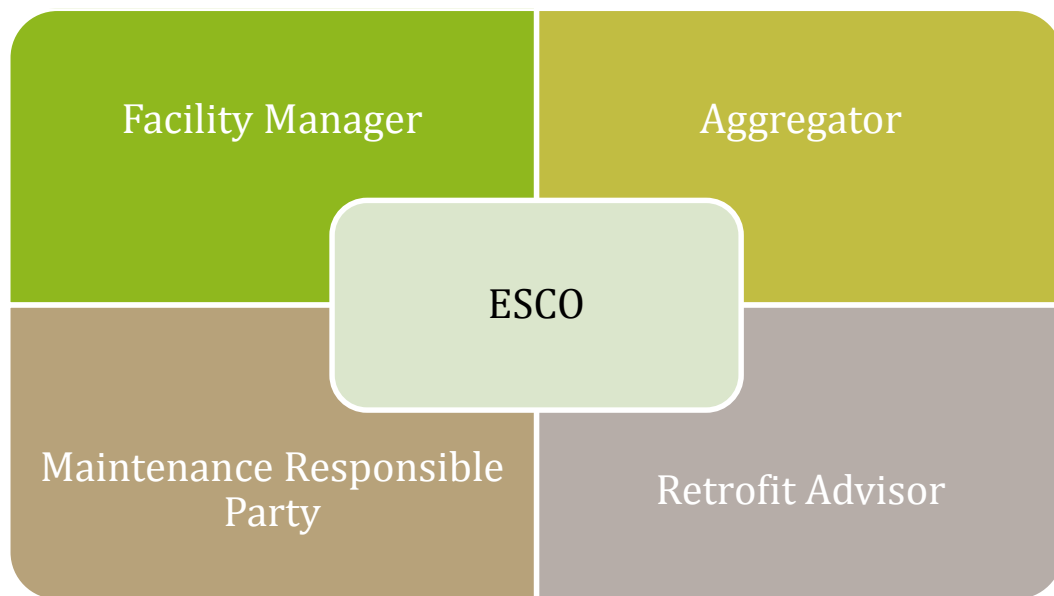 Facility Manager
Aggregator
ESCO
Maintenance Responsible
Party
Retrofit Advisor